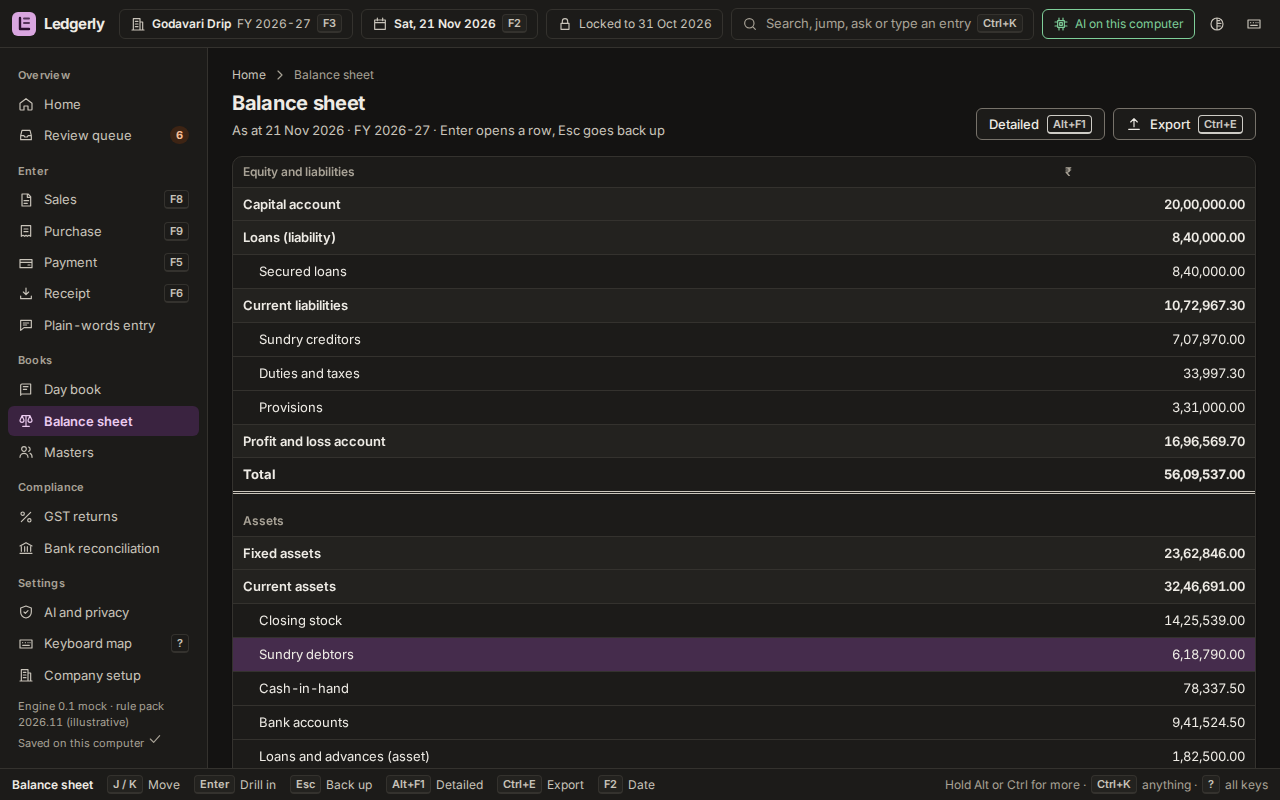 Ledgerly
Godavari Drip FY 2026-27 F3
Sat, 21 Nov 2026 F2
Locked to 31 Oct 2026
Search, jump, ask or type an entry Ctrl+K
AI on this computer
Overview
Home
Review queue 6
Enter
Sales F8
Purchase F9
Payment F5
Receipt F6
Plain-words entry
Books
Day book
Balance sheet
Masters
Compliance
GST returns
Bank reconciliation
Settings
AI and privacy
Keyboard map ?
Company setup
Engine 0.1 mock · rule pack
2026.11 (illustrative)
Saved on this computer
Home > Balance sheet
Balance sheet
As at 21 Nov 2026 · FY 2026-27 · Enter opens a row, Esc goes back up
Detailed Alt+F1
Export Ctrl+E
Equity and liabilities ₹
Capital account 20,00,000.00
Loans (liability) 8,40,000.00
Secured loans 8,40,000.00
Current liabilities 10,72,967.30
Sundry creditors 7,07,970.00
Duties and taxes 33,997.30
Provisions 3,31,000.00
Profit and loss account 16,96,569.70
Total 56,09,537.00
Assets
Fixed assets 23,62,846.00
Current assets 32,46,691.00
Closing stock 14,25,539.00
Sundry debtors 6,18,790.00
Cash-in-hand 78,337.50
Bank accounts 9,41,524.50
Loans and advances (asset) 1,82,500.00
Balance sheet J / K Move Enter Drill in Esc Back up Alt+F1 Detailed Ctrl+E Export F2 Date
Hold Alt or Ctrl for more · Ctrl+K anything · ? all keys